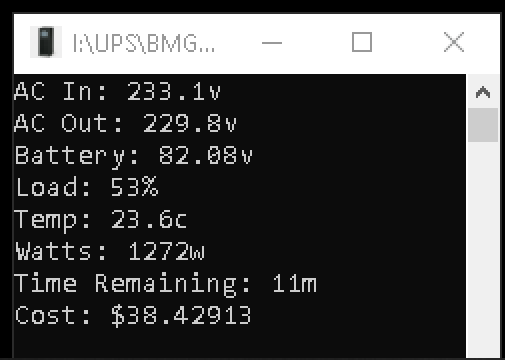 I:\UPS\BMG...
AC In: 233.1v
AC Out: 229.8v
Battery: 82.08v
Load: 53%
Temp: 23.6c
Watts: 1272w
Time Remaining: 11m
Cost: $38.42913